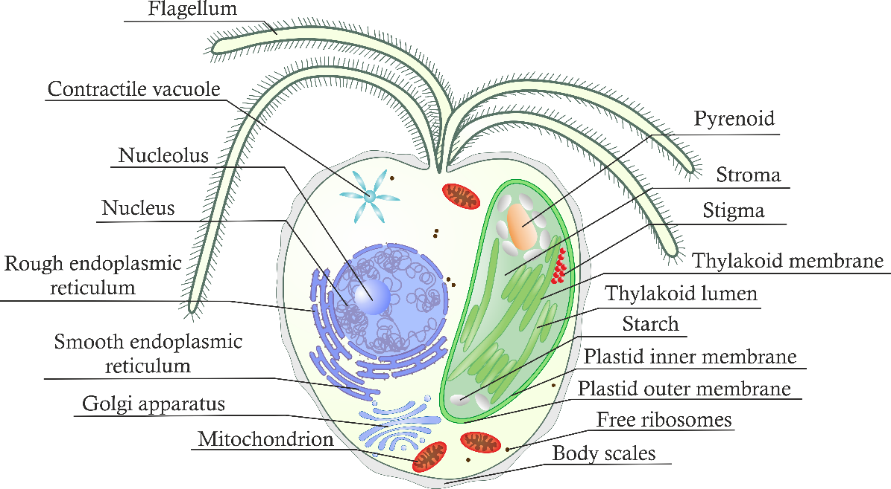 Flagellum
Contractile vacuole
Nucleolus
Nucleus
Rough endoplasmic
reticulum
Smooth endoplasmic
reticulum
Golgi apparatus
Mitochondrion
Pyrenoid
Stroma
Stigma
Thylakoid membrane
Thylakoid lumen
Starch
Plastid inner membrane
Plastid outer membrane
Free ribosomes
Body scales